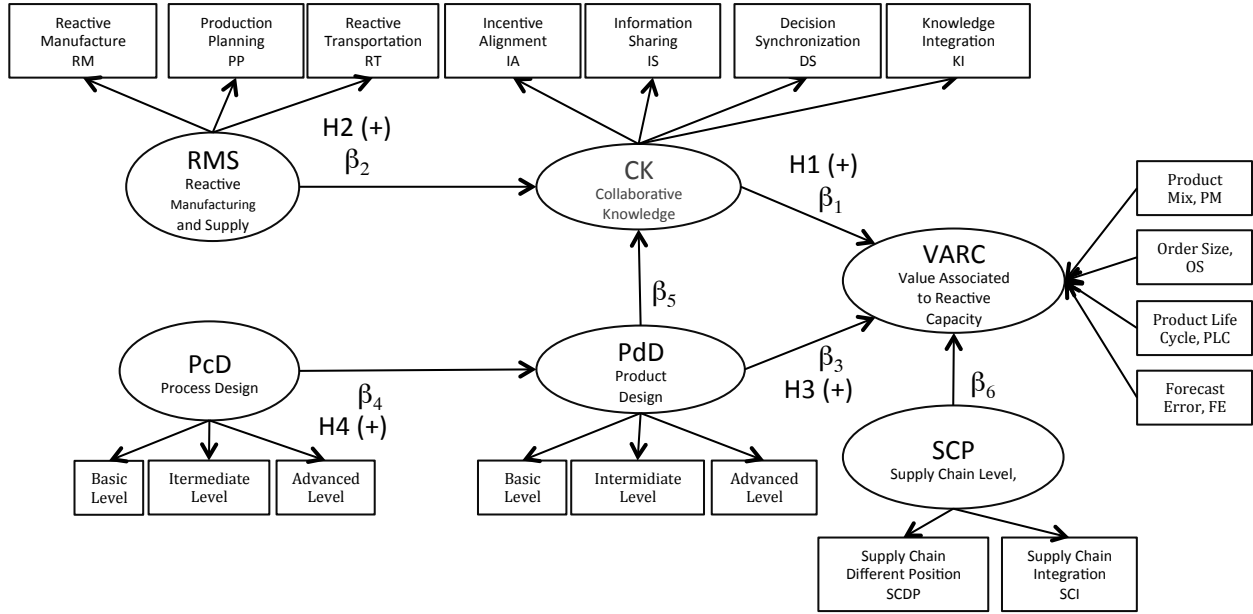 Reactive
Manufacture
RM
Production
Planning
PP
Reactive
Transportation
RT
Incentive
Alignment
IA
Information
Sharing
IS
Decision
Synchronization
DS
Knowledge
Integration
KI
H2 (+)
β2
RMS
Reactive
Manufacturing
and Supply
CK
Collaborative
Knowledge
H1 (+)
β1
Product
Mix, PM
Order Size,
OS
Product Life
Cycle, PLC
Forecast
Error, FE
VARC
Value Associated
to Reactive
Capacity
β5
PcD
Process Design
β4
H4 (+)
PdD
Product
Design
β3
H3 (+)
β6
SCP
Supply Chain Level,
Basic
Level
Itermediate
Level
Advanced
Level
Basic
Level
Intermidiate
Level
Advanced
Level
Supply Chain
Different Position
SCDP
Supply Chain
Integration
SCI